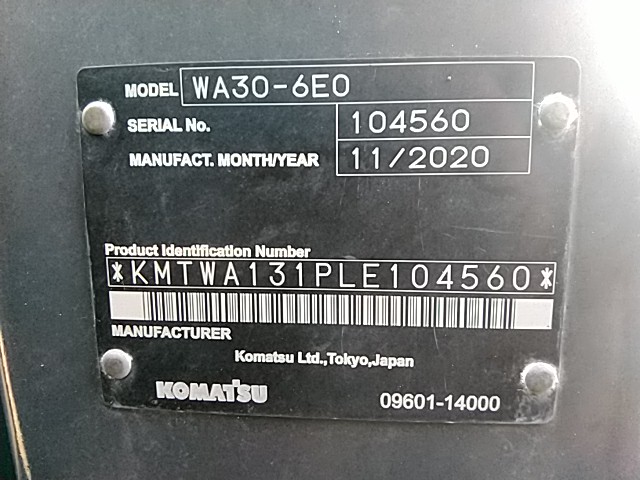 MODEL WA30-6E0
SERIAL No. 104560
MANUFACT. MONTH/YEAR 11/2020
Product Identification Number
*KMTWA131PLE104560*
MANUFACTURER
Komatsu Ltd.,Tokyo,Japan
KOMATSU
09601-14000